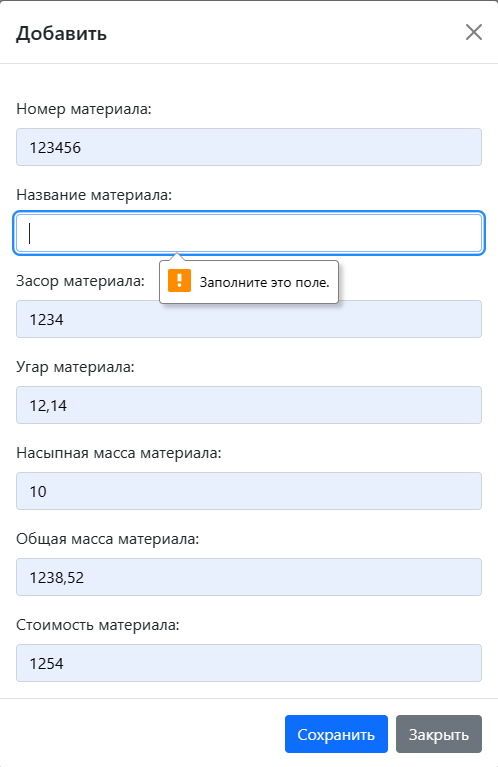 Добавить
Номер материала:
123456
Название материала:
Заполните это поле.
Засор материала:
1234
Угар материала:
12,14
Насыпная масса материала:
10
Общая масса материала:
1238,52
Стоимость материала:
1254
Сохранить Закрыть